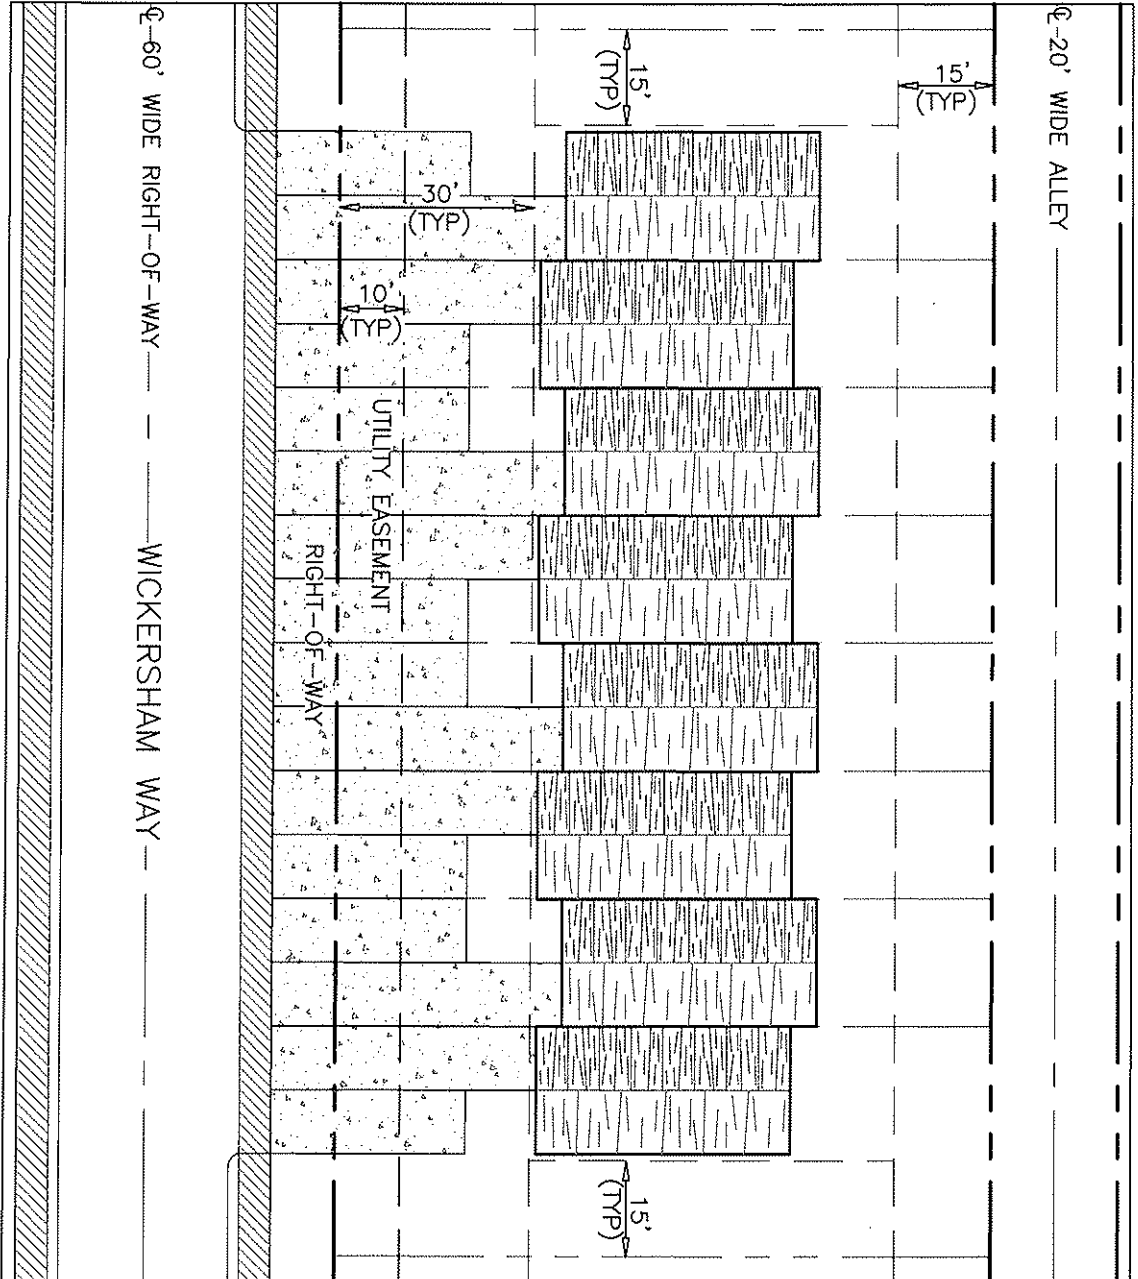 ℄-60' WIDE RIGHT-OF-WAY
WICKERSHAM WAY
℄-20' WIDE ALLEY
15'
(TYP)
15'
(TYP)
30'
(TYP)
10'
(TYP)
UTILITY EASEMENT
RIGHT-OF-WAY
15'
(TYP)